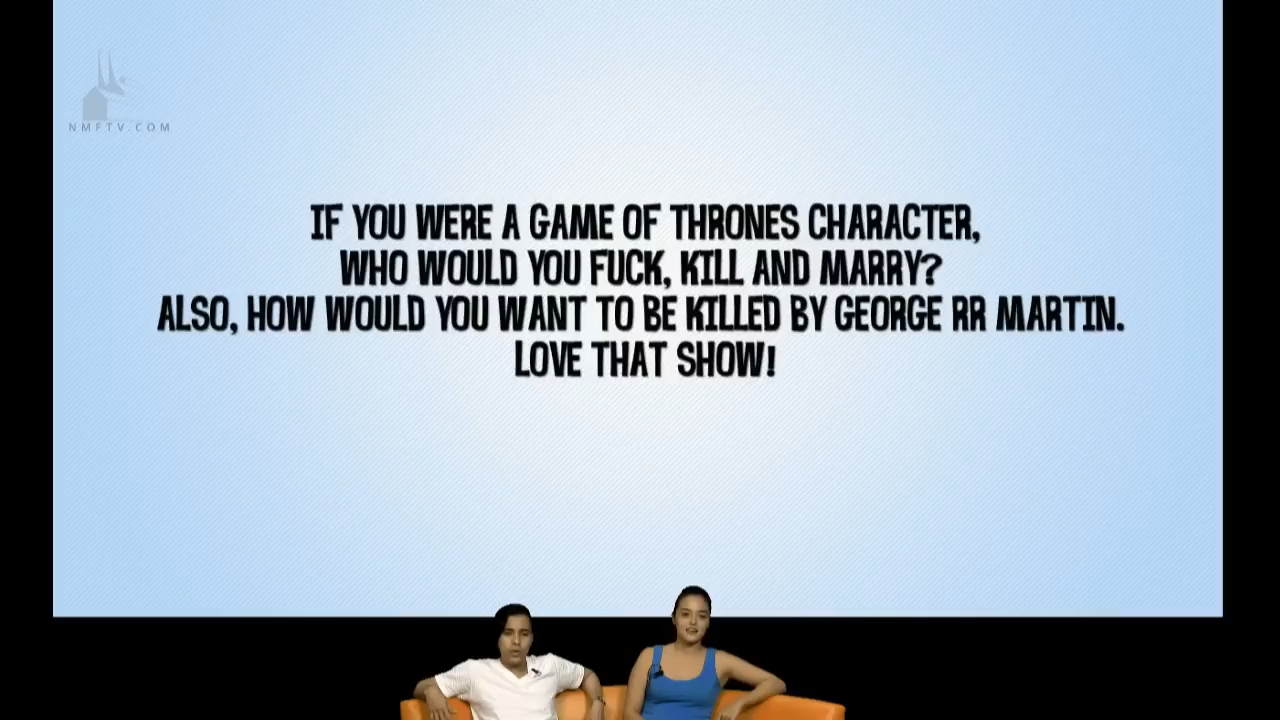 NMFTV.COM
IF YOU WERE A GAME OF THRONES CHARACTER,
WHO WOULD YOU FUCK, KILL AND MARRY?
ALSO, HOW WOULD YOU WANT TO BE KILLED BY GEORGE RR MARTIN.
LOVE THAT SHOW!